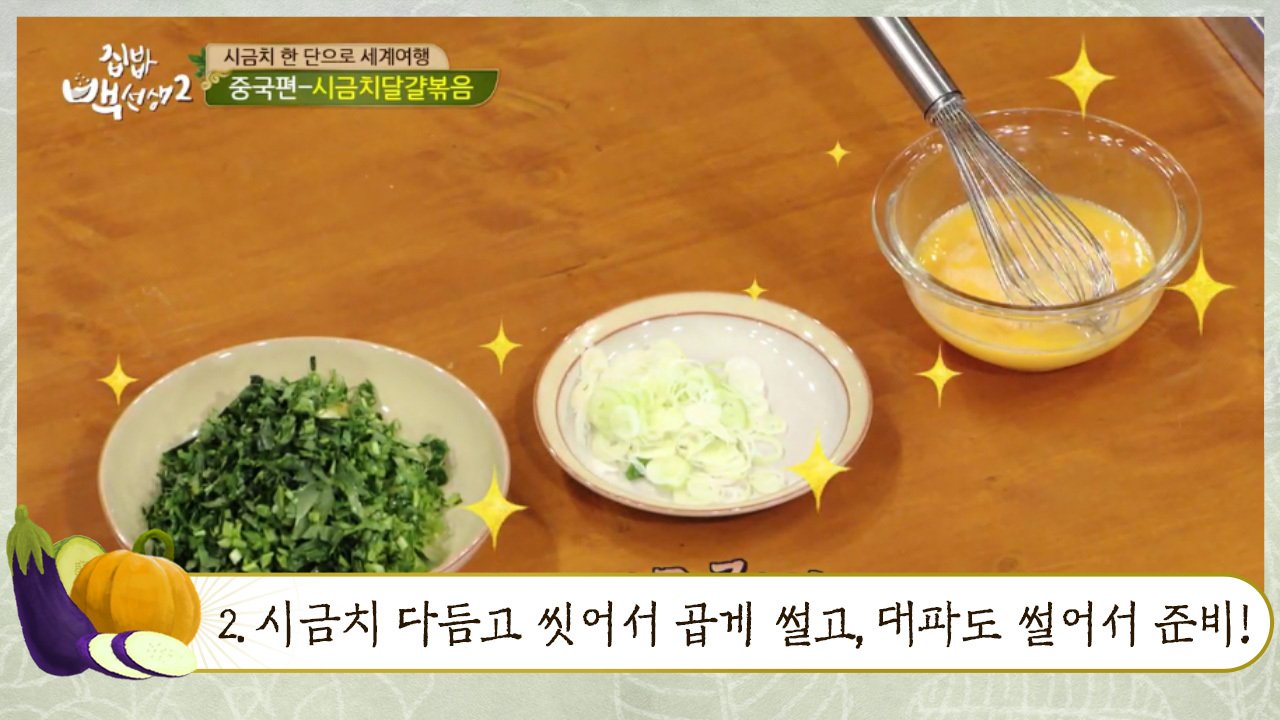 집밥
백선생2
시금치 한 단으로 세계여행
중국편-시금치달걀볶음
2. 시금치 다듬고 씻어서 곱게 썰고, 대파도 썰어서 준비!